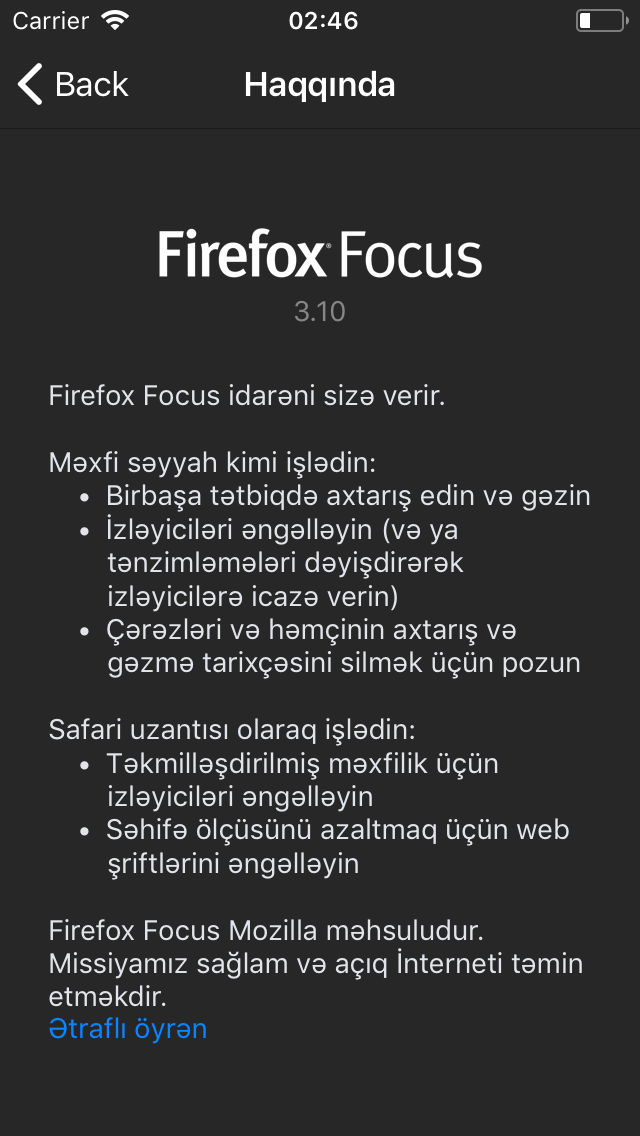 Carrier 02:46
Back Haqqında
Firefox Focus
3.10
Firefox Focus idarəni sizə verir.
Məxfi səyyah kimi işlədin:
• Birbaşa tətbiqdə axtarış edin və gəzin
• İzləyiciləri əngəlləyin (və ya
tənzimləmələri dəyişdirərək
izləyicilərə icazə verin)
• Çərəzləri və həmçinin axtarış və
gəzmə tarixçəsini silmək üçün pozun
Safari uzantısı olaraq işlədin:
• Təkmilləşdirilmiş məxfilik üçün
izləyiciləri əngəlləyin
• Səhifə ölçüsünü azaltmaq üçün web
şriftlərini əngəlləyin
Firefox Focus Mozilla məhsuludur.
Missiyamız sağlam və açıq İnterneti təmin
etməkdir.
Ətraflı öyrən